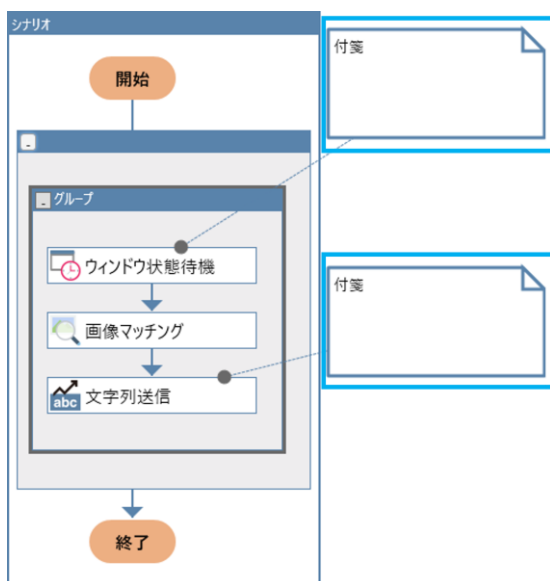 シナリオ
付箋
開始
グループ
ウィンドウ状態待機
付箋
画像マッチング
abc 文字列送信
終了